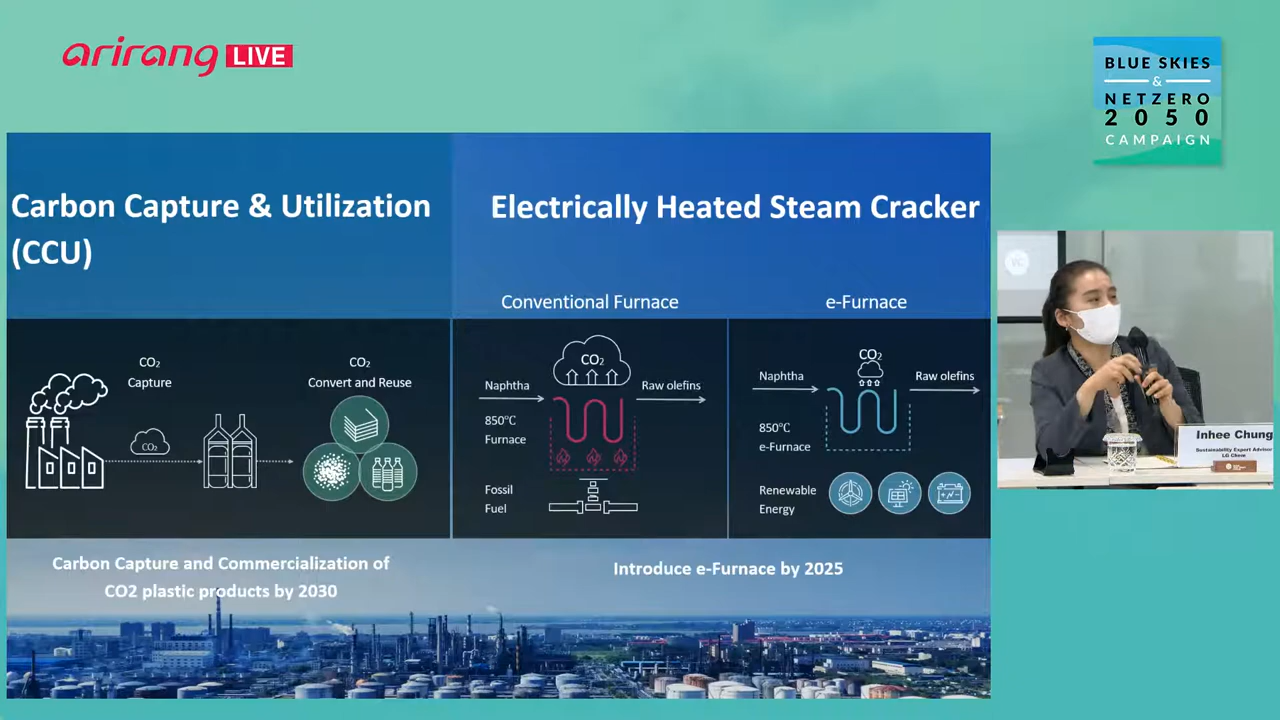 arirang LIVE
BLUE SKIES
&
NETZERO
2050
CAMPAIGN
Carbon Capture & Utilization
(CCU)
Electrically Heated Steam Cracker
Conventional Furnace
e-Furnace
CO₂
Capture
CO₂
CO₂
Convert and Reuse
CO₂
Naphtha
Raw olefins
850℃
Furnace
Fossil
Fuel
CO₂
Naphtha
Raw olefins
850℃
e-Furnace
Renewable
Energy
Carbon Capture and Commercialization of
CO2 plastic products by 2030
Introduce e-Furnace by 2025
VC
Inhee Chung
Sustainability Expert Advisor
LG Chem